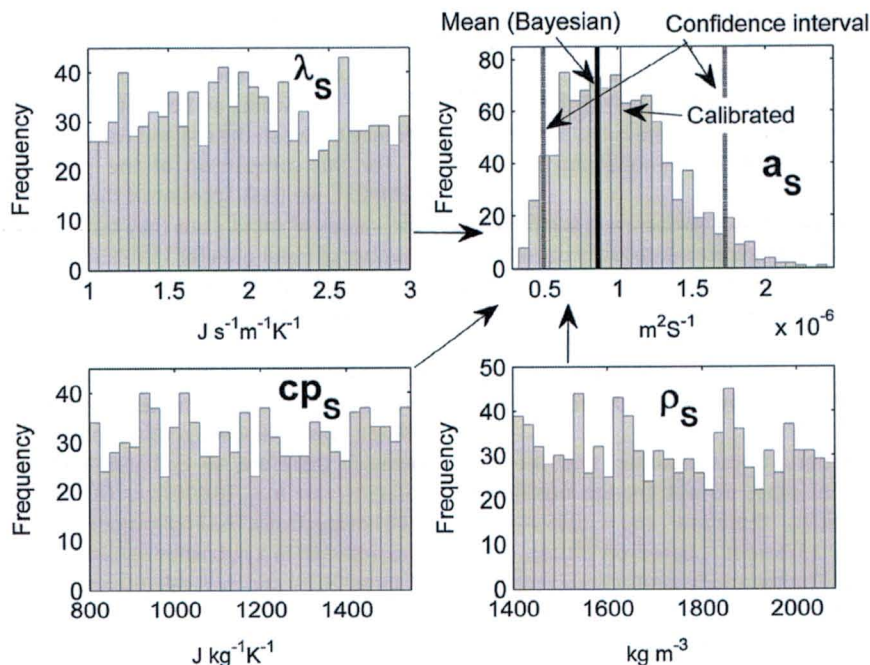 Mean (Bayesian)
Confidence interval
Calibrated
λS
Frequency
40
30
20
10
0
1
1.5
2
2.5
3
J s-1m-1K-1
aS
Frequency
80
60
40
20
0
0.5
1
1.5
2
x 10-6
m2S-1
cpS
Frequency
40
30
20
10
0
800
1000
1200
1400
J kg-1K-1
ρS
Frequency
50
40
30
20
10
0
1400
1600
1800
2000
kg m-3